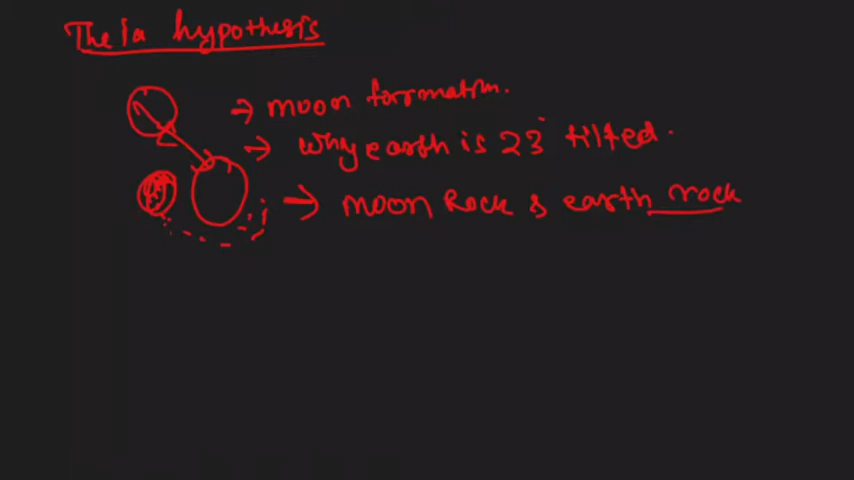 Theia hypothesis
→ moon formation.
→ why earth is 23° tilted.
→ moon Rock & earth rock